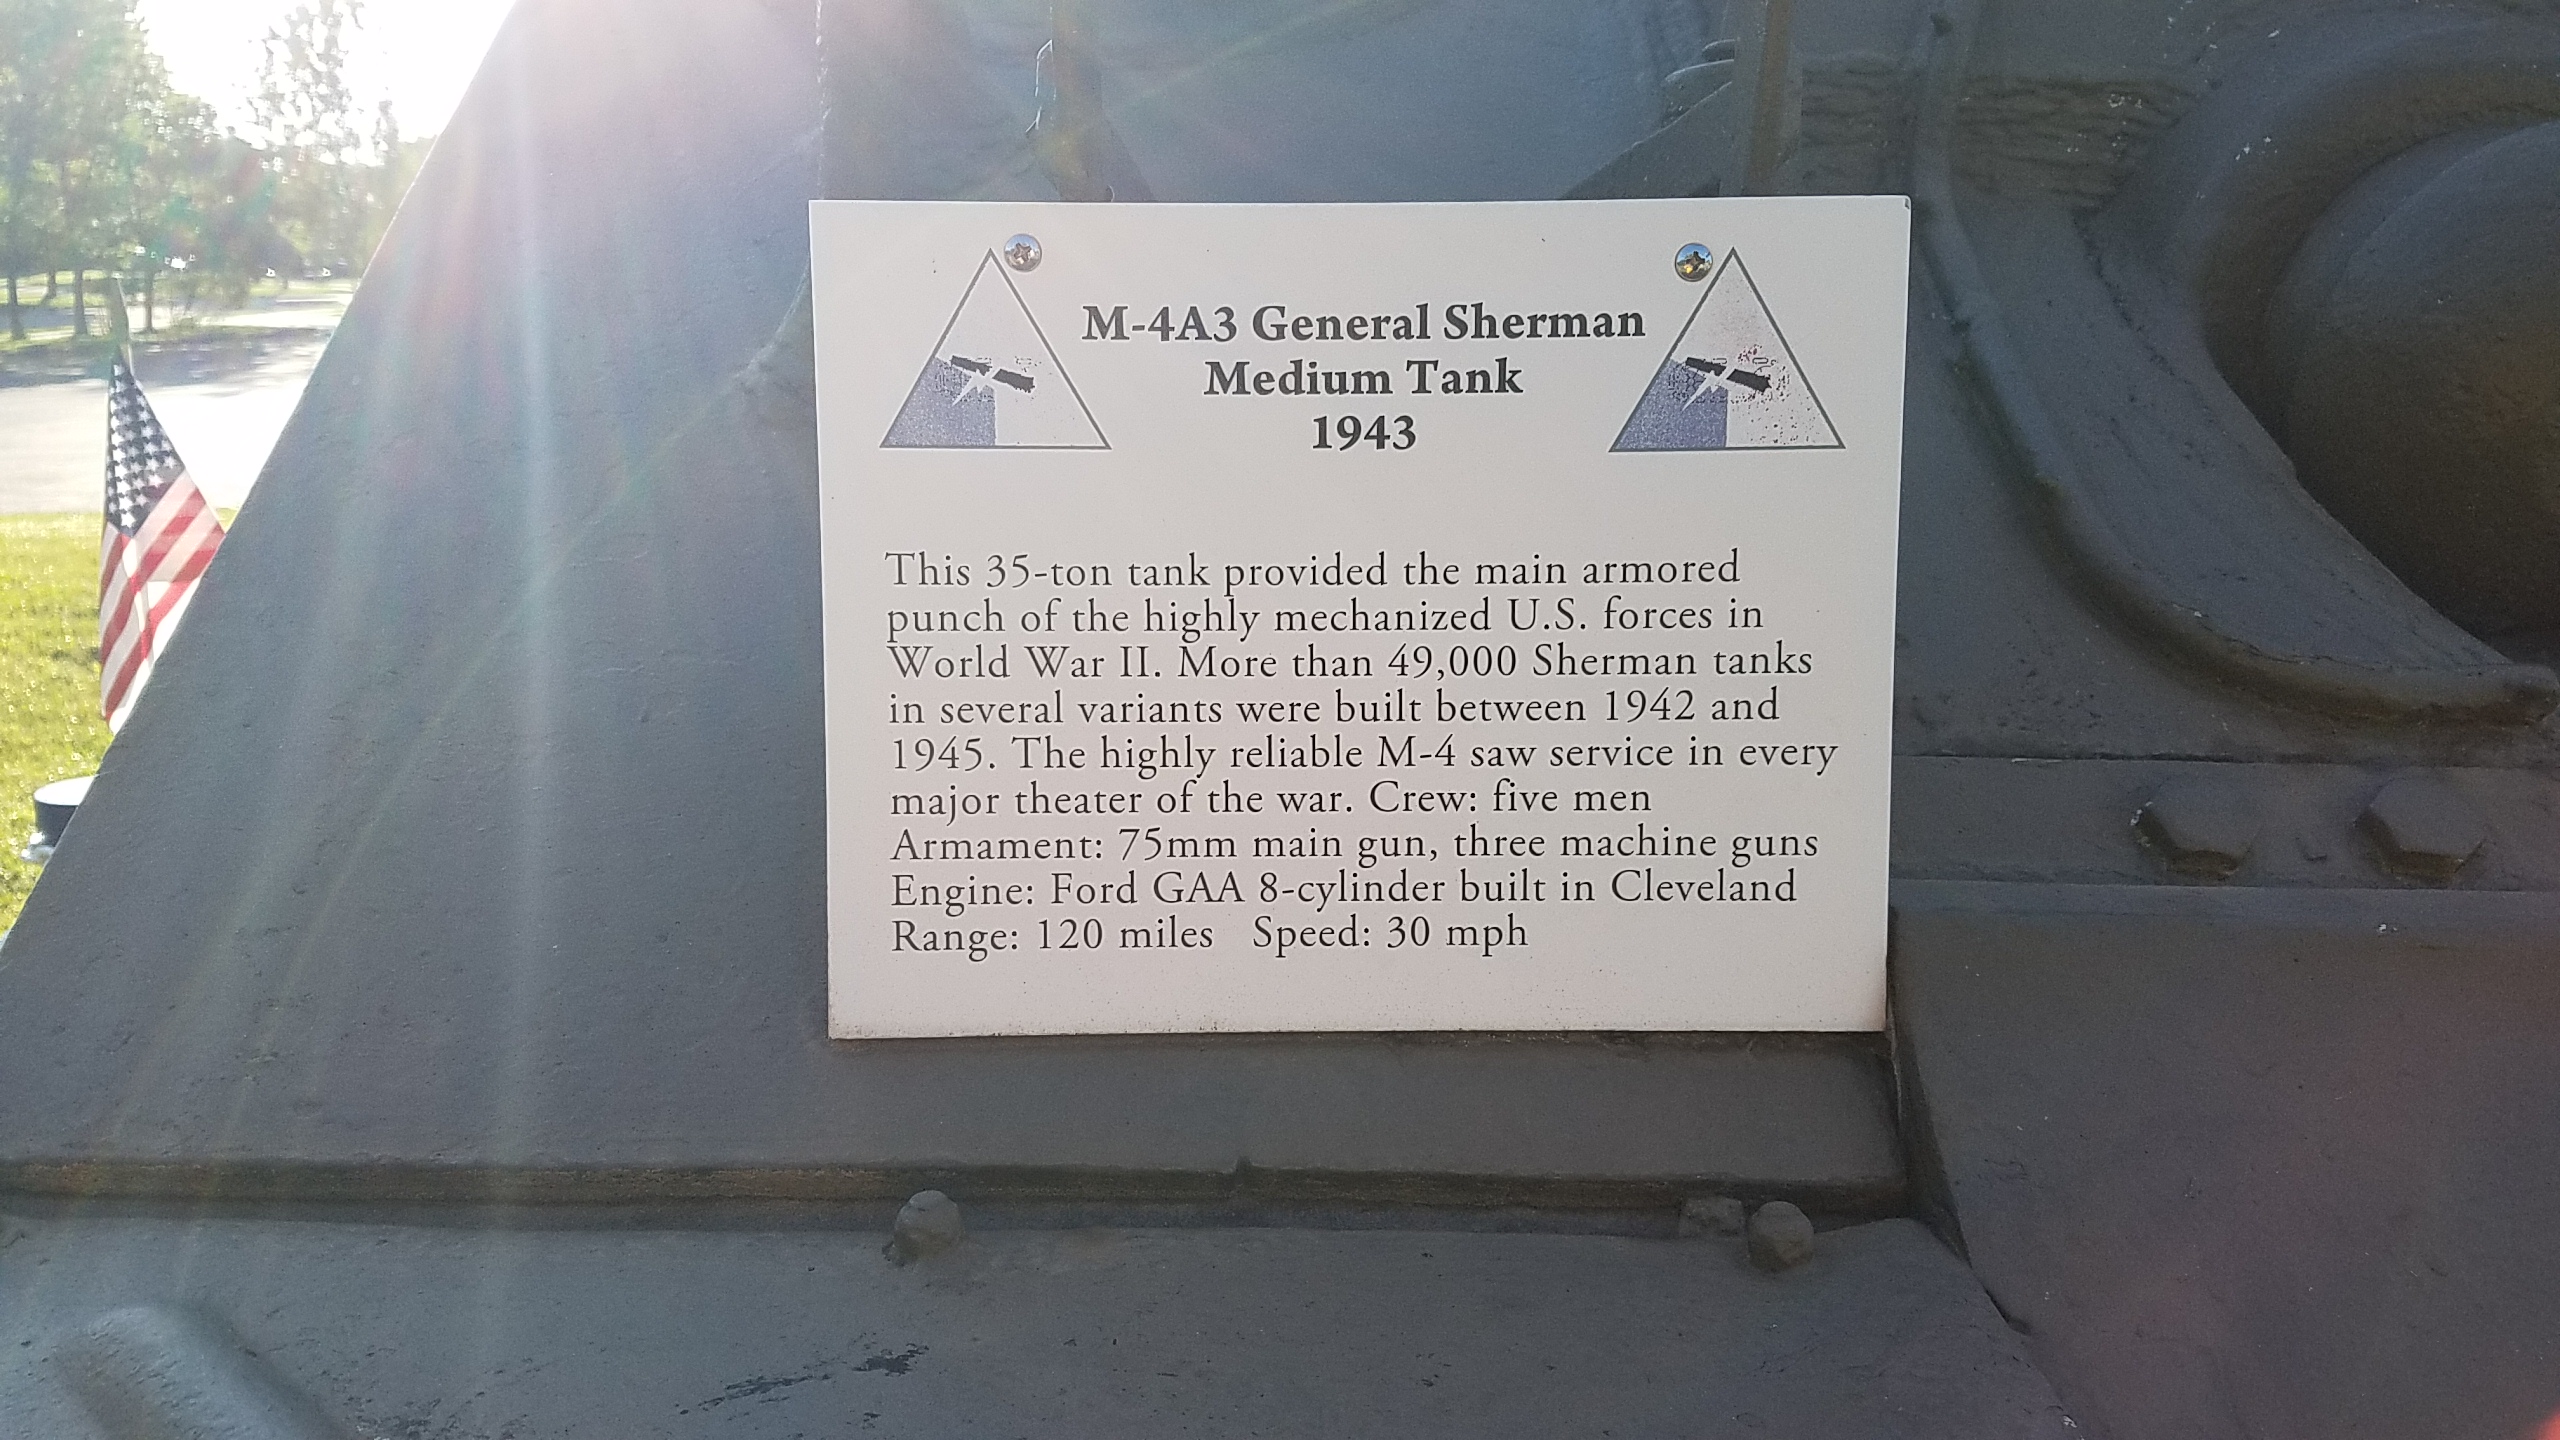 M-4A3 General Sherman
Medium Tank
1943
This 35-ton tank provided the main armored
punch of the highly mechanized U.S. forces in
World War II. More than 49,000 Sherman tanks
in several variants were built between 1942 and
1945. The highly reliable M-4 saw service in every
major theater of the war. Crew: five men
Armament: 75mm main gun, three machine guns
Engine: Ford GAA 8-cylinder built in Cleveland
Range: 120 miles   Speed: 30 mph